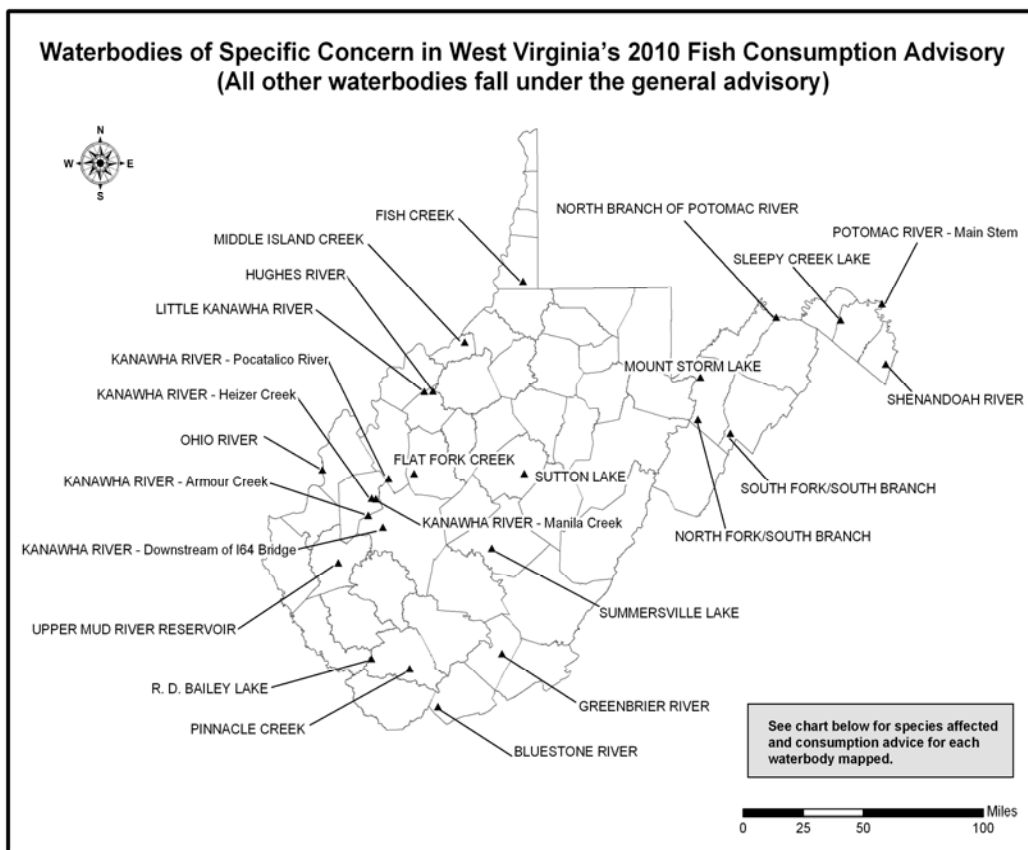 Waterbodies of Specific Concern in West Virginia's 2010 Fish Consumption Advisory
(All other waterbodies fall under the general advisory)
N
W E
S
FISH CREEK
NORTH BRANCH OF POTOMAC RIVER
MIDDLE ISLAND CREEK
POTOMAC RIVER - Main Stem
SLEEPY CREEK LAKE
HUGHES RIVER
LITTLE KANAWHA RIVER
KANAWHA RIVER - Pocatalico River
MOUNT STORM LAKE
KANAWHA RIVER - Heizer Creek
SHENANDOAH RIVER
OHIO RIVER
FLAT FORK CREEK
SUTTON LAKE
KANAWHA RIVER - Armour Creek
SOUTH FORK/SOUTH BRANCH
KANAWHA RIVER - Manila Creek
NORTH FORK/SOUTH BRANCH
KANAWHA RIVER - Downstream of I64 Bridge
SUMMERSVILLE LAKE
UPPER MUD RIVER RESERVOIR
R. D. BAILEY LAKE
GREENBRIER RIVER
PINNACLE CREEK
BLUESTONE RIVER
See chart below for species affected
and consumption advice for each
waterbody mapped.
Miles
0 25 50 100